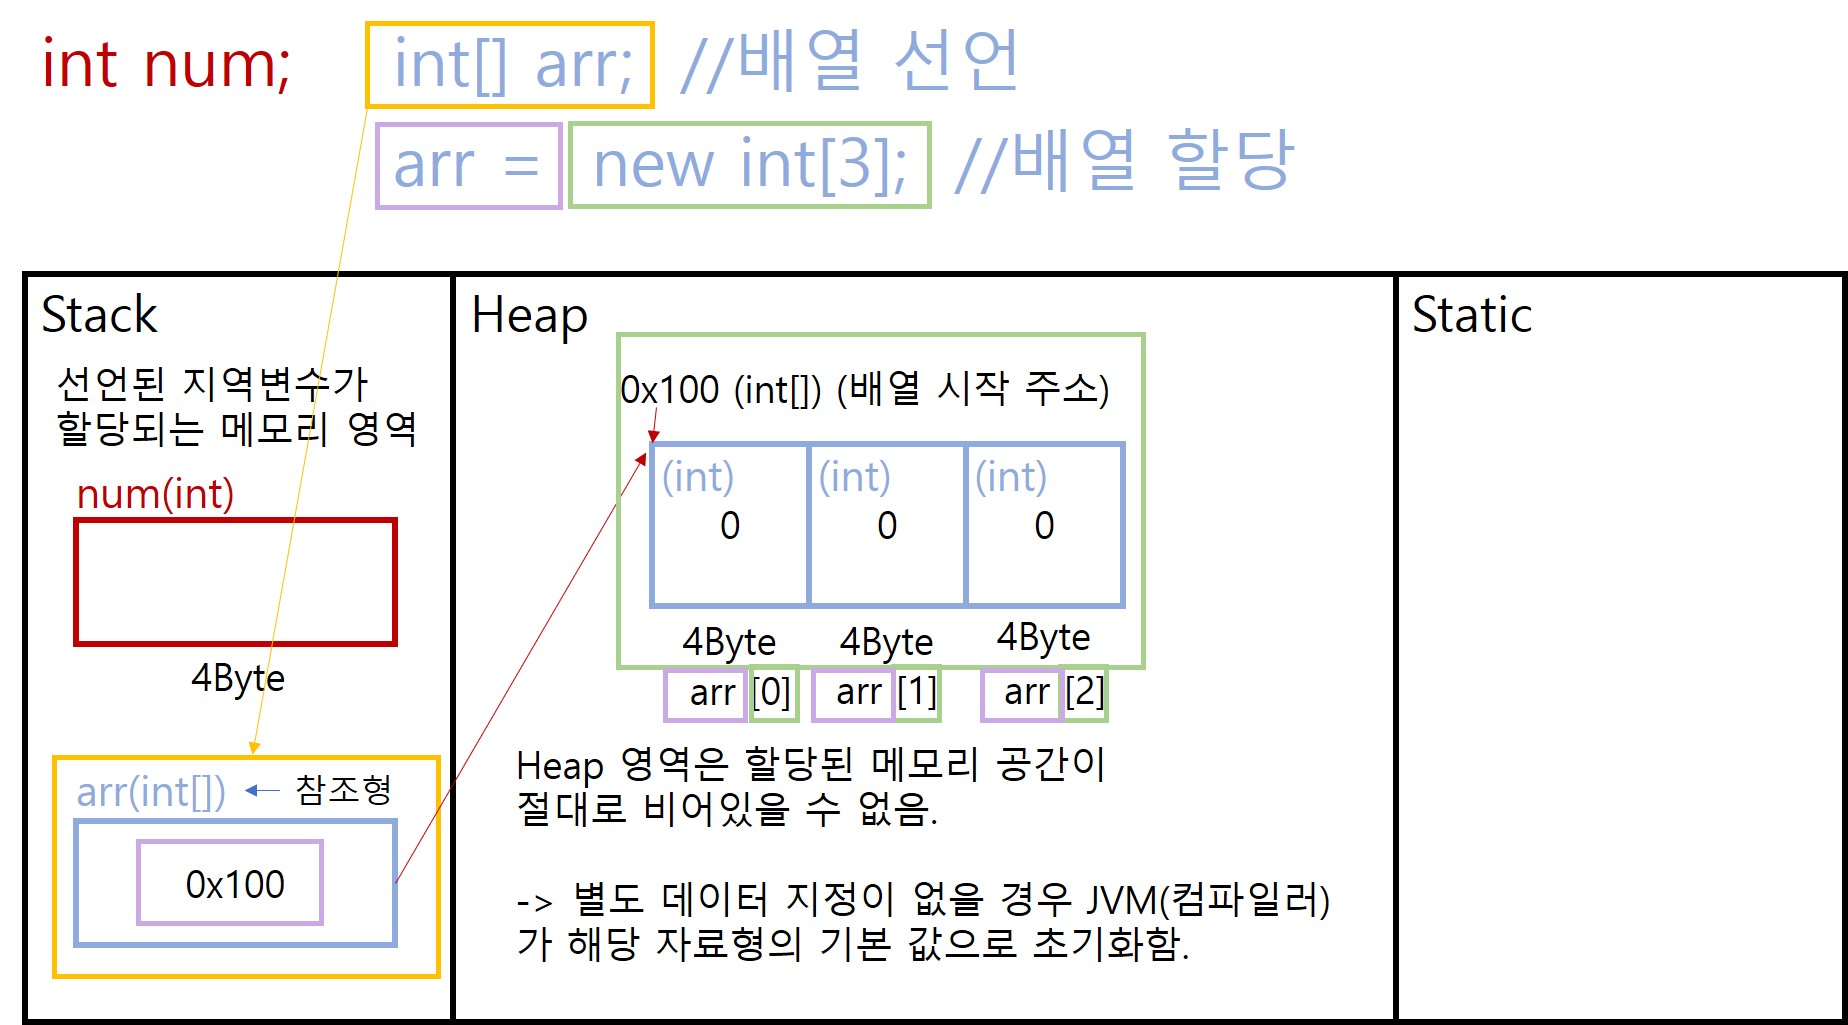 int num;
int[] arr; //배열 선언
arr = new int[3]; //배열 할당
Stack
선언된 지역변수가
할당되는 메모리 영역
num(int)
4Byte
arr(int[]) 참조형
0x100
Heap
0x100 (int[]) (배열 시작 주소)
(int) (int) (int)
0 0 0
4Byte 4Byte 4Byte
arr [0] arr [1] arr [2]
Heap 영역은 할당된 메모리 공간이
절대로 비어있을 수 없음.
-> 별도 데이터 지정이 없을 경우 JVM(컴파일러)
가 해당 자료형의 기본 값으로 초기화함.
Static